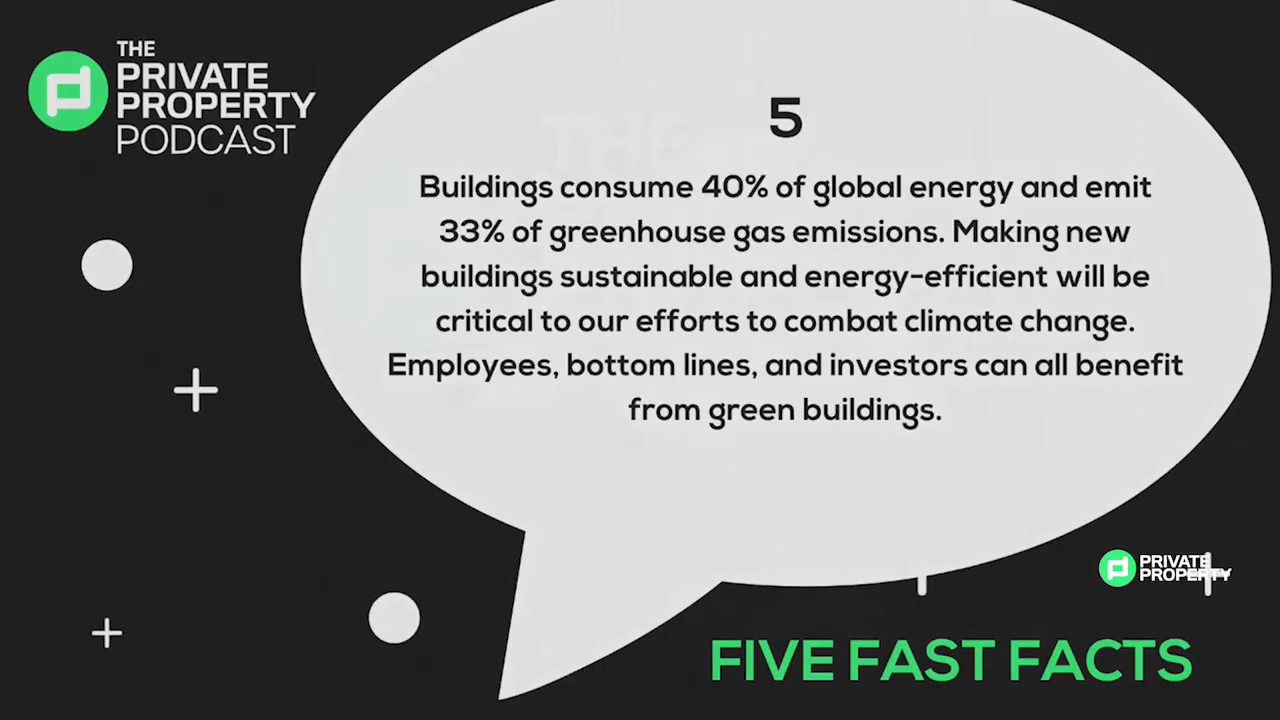 THE
PRIVATE
PROPERTY
PODCAST
5
Buildings consume 40% of global energy and emit
33% of greenhouse gas emissions. Making new
buildings sustainable and energy-efficient will be
critical to our efforts to combat climate change.
Employees, bottom lines, and investors can all benefit
from green buildings.
PRIVATE
PROPERTY
FIVE FAST FACTS